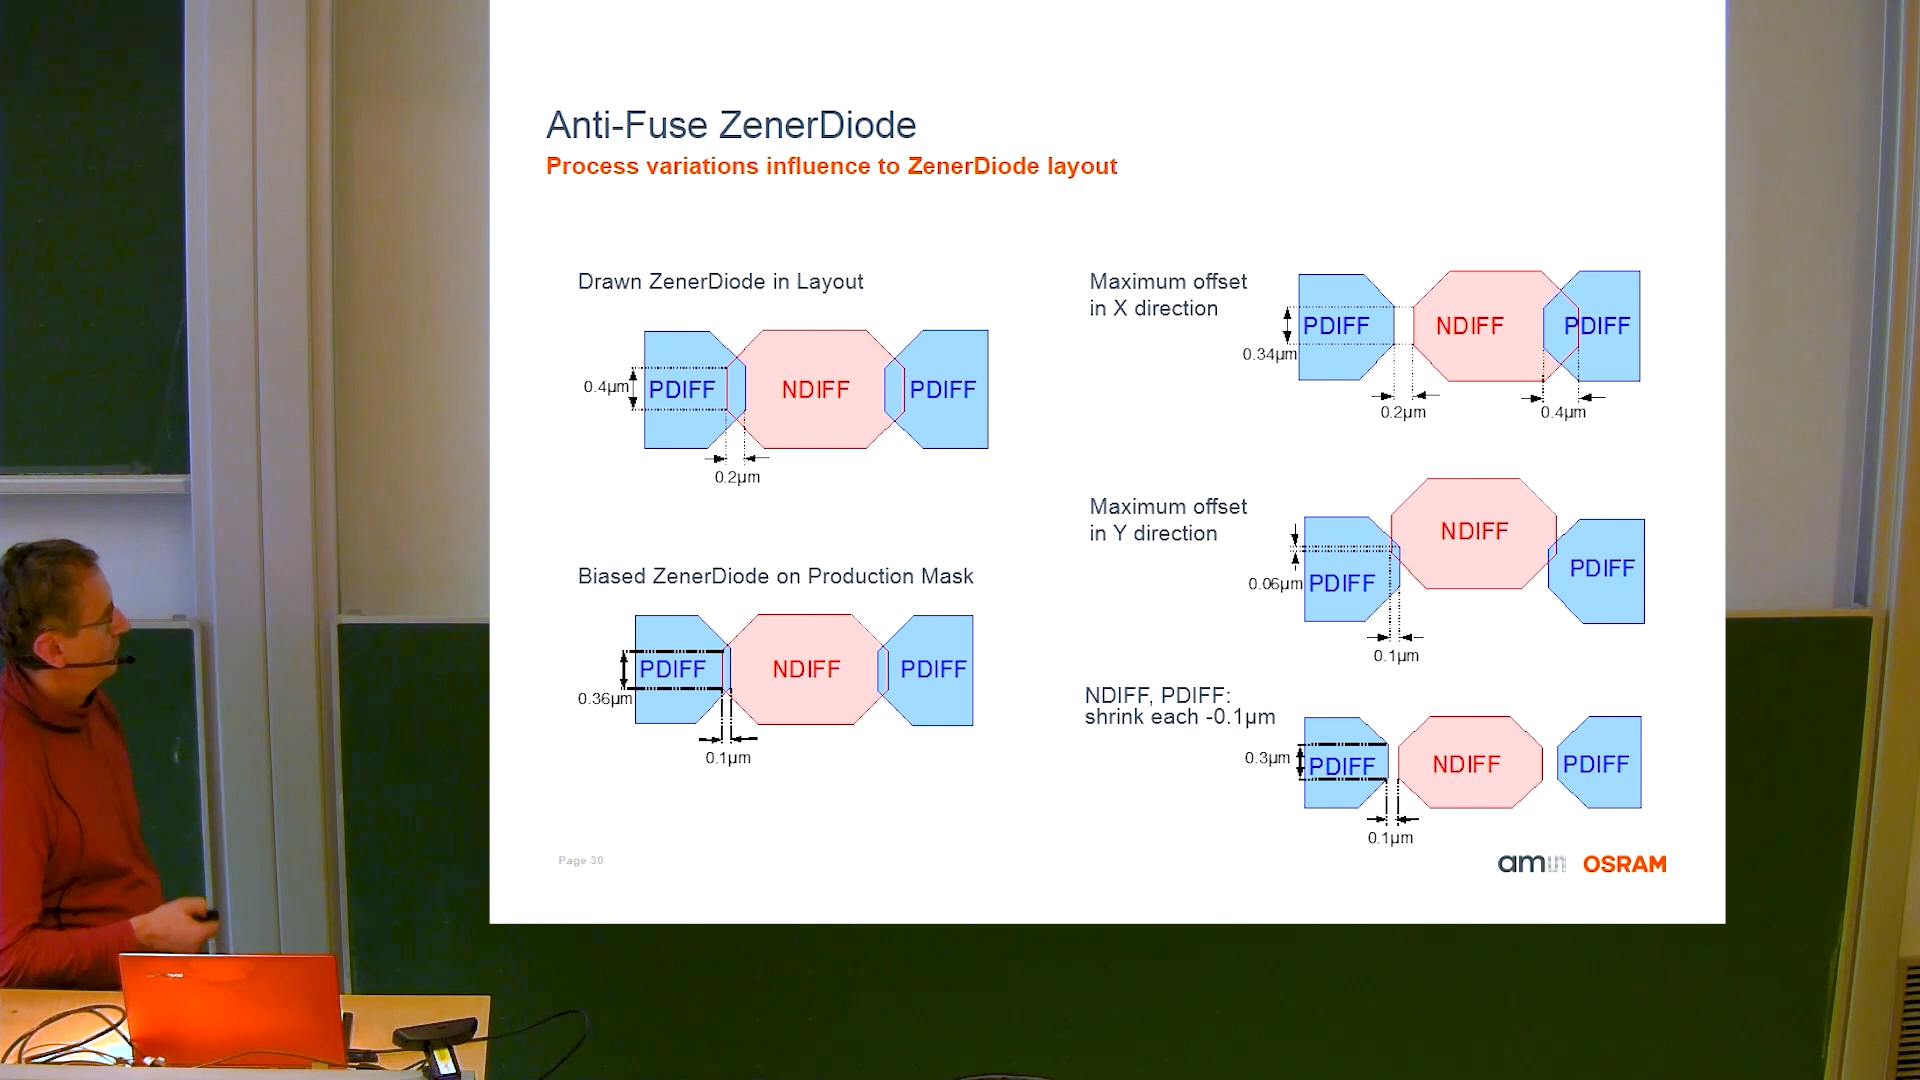 Anti-Fuse ZenerDiode
Process variations influence to ZenerDiode layout
Drawn ZenerDiode in Layout
0.4µm
PDIFF
NDIFF
PDIFF
0.2µm
Biased ZenerDiode on Production Mask
PDIFF
NDIFF
PDIFF
0.36µm
0.1µm
Maximum offset
in X direction
PDIFF
NDIFF
PDIFF
0.34µm
0.2µm
0.4µm
Maximum offset
in Y direction
NDIFF
PDIFF
PDIFF
0.06µm
0.1µm
NDIFF, PDIFF:
shrink each -0.1µm
0.3µm
PDIFF
NDIFF
PDIFF
0.1µm
Page 30
am OSRAM